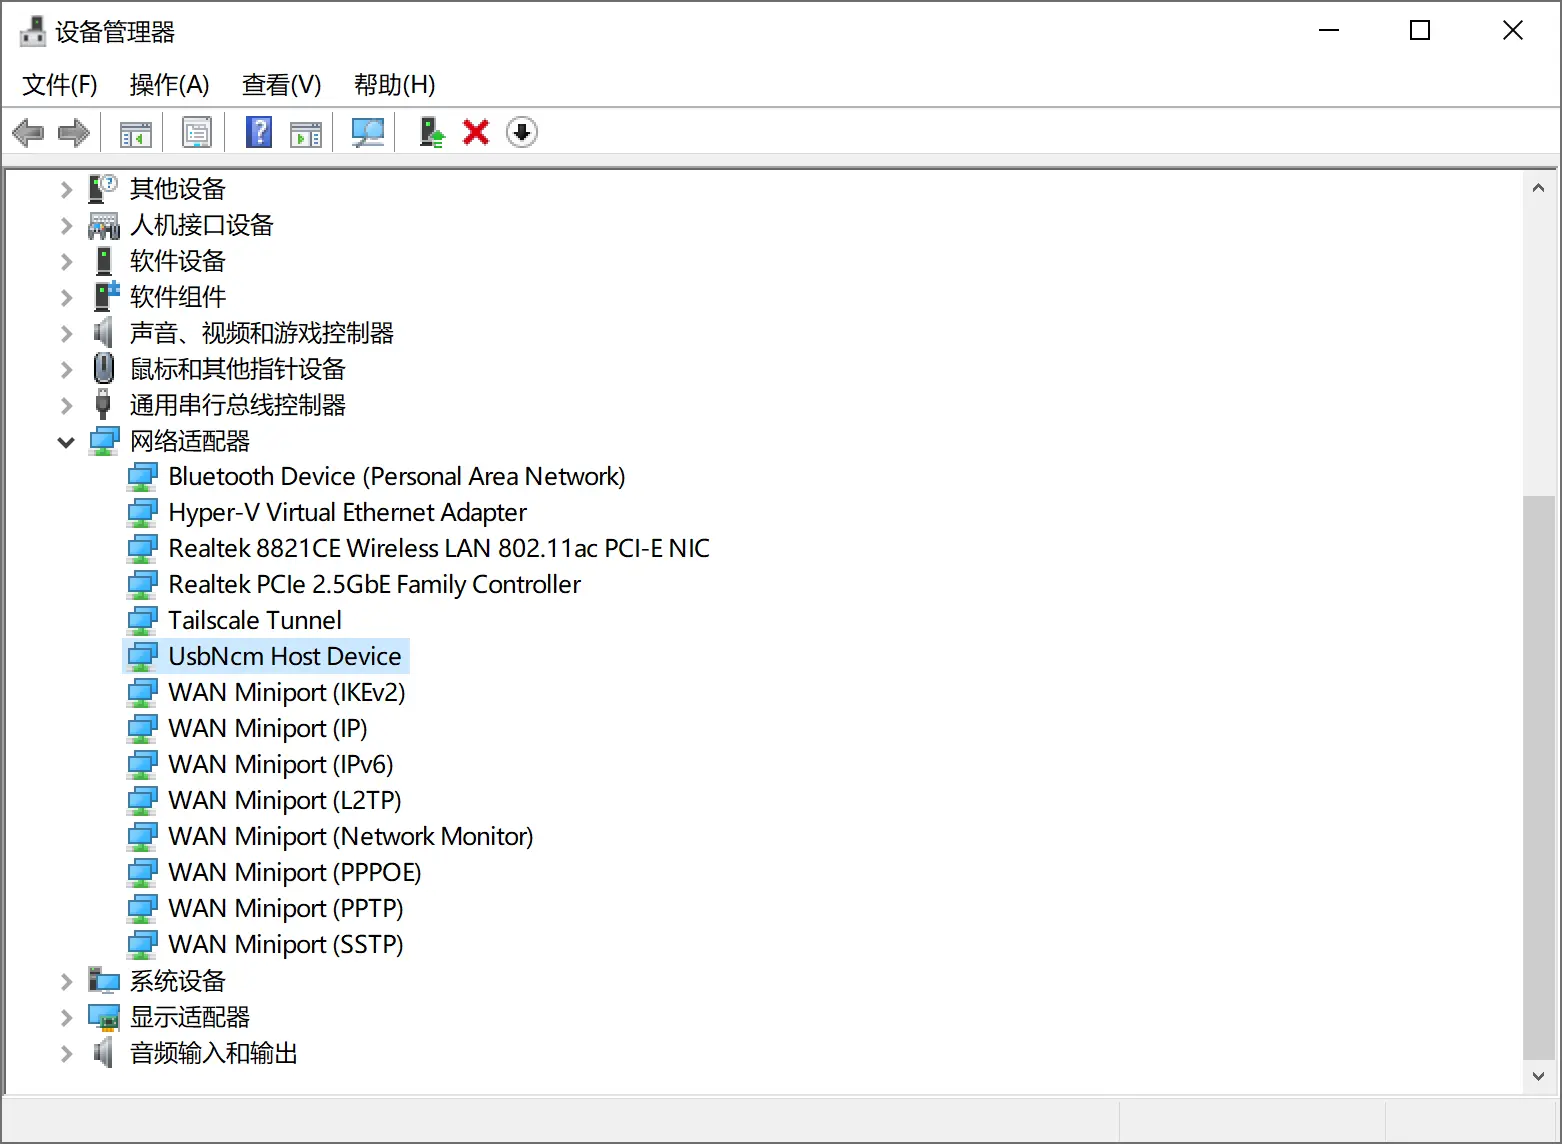 设备管理器
文件(F) 操作(A) 查看(V) 帮助(H)
其他设备
人机接口设备
软件设备
软件组件
声音、视频和游戏控制器
鼠标和其他指针设备
通用串行总线控制器
网络适配器
Bluetooth Device (Personal Area Network)
Hyper-V Virtual Ethernet Adapter
Realtek 8821CE Wireless LAN 802.11ac PCI-E NIC
Realtek PCIe 2.5GbE Family Controller
Tailscale Tunnel
UsbNcm Host Device
WAN Miniport (IKEv2)
WAN Miniport (IP)
WAN Miniport (IPv6)
WAN Miniport (L2TP)
WAN Miniport (Network Monitor)
WAN Miniport (PPPOE)
WAN Miniport (PPTP)
WAN Miniport (SSTP)
系统设备
显示适配器
音频输入和输出